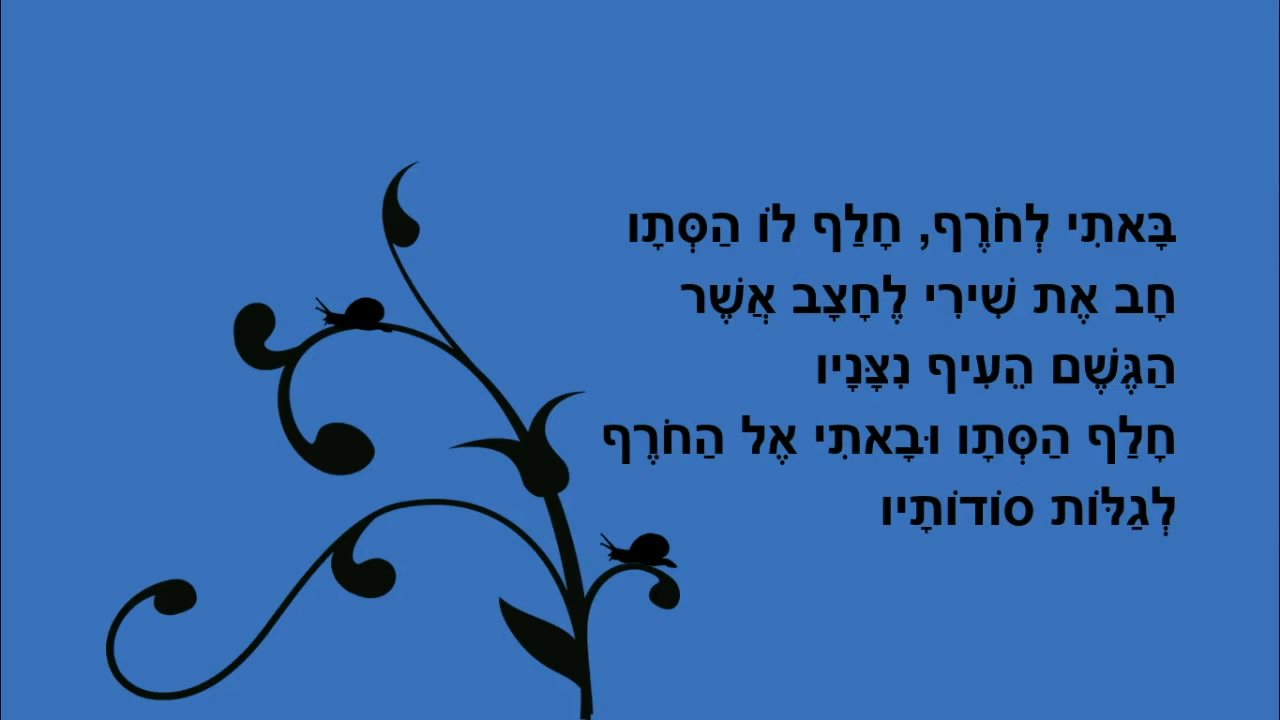 בָּאתִי לְחֹרֶף, חָלַף לוֹ הַסְּתָו
חָב אֶת שִׁירִי לֶחָצָב אֲשֶׁר
הַגֶּשֶׁם הֵעִיף נִצָּנָיו
חָלַף הַסְּתָו וּבָאתִי אֶל הַחֹרֶף
לְגַלּוֹת סוֹדוֹתָיו